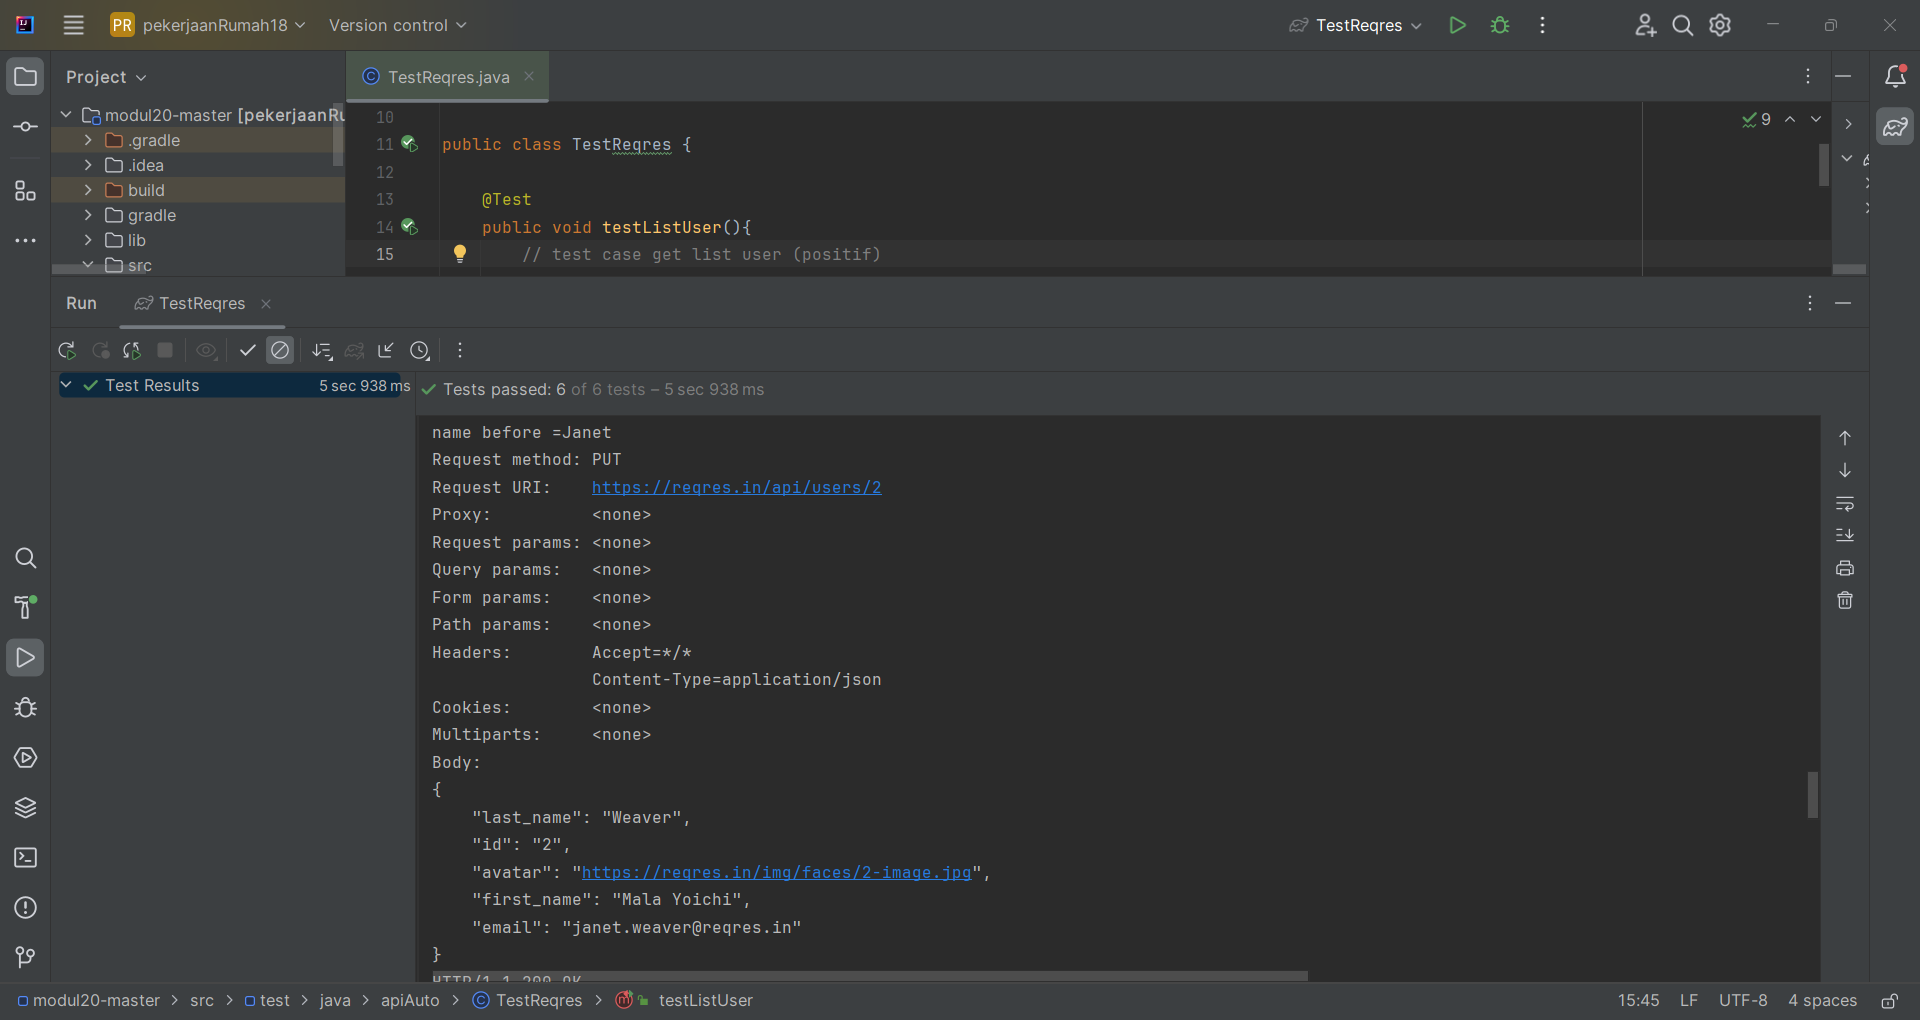 PR pekerjaanRumah18 Version control TestReqres
Project
TestReqres.java
modul20-master [pekerjaanRu
.gradle
.idea
build
gradle
lib
src
10
11 public class TestReqres {
12
13 @Test
14 public void testListUser(){
15 // test case get list user (positif)
9
Run TestReqres
Test Results 5 sec 938 ms
Tests passed: 6 of 6 tests – 5 sec 938 ms
name before =Janet
Request method: PUT
Request URI: https://reqres.in/api/users/2
Proxy: <none>
Request params: <none>
Query params: <none>
Form params: <none>
Path params: <none>
Headers: Accept=*/*
Content-Type=application/json
Cookies: <none>
Multiparts: <none>
Body:
{
"last_name": "Weaver",
"id": "2",
"avatar": "https://reqres.in/img/faces/2-image.jpg",
"first_name": "Mala Yoichi",
"email": "janet.weaver@reqres.in"
}
HTTP/1.1 200 OK
modul20-master > src > test > java > apiAuto > TestReqres > testListUser
15:45 LF UTF-8 4 spaces